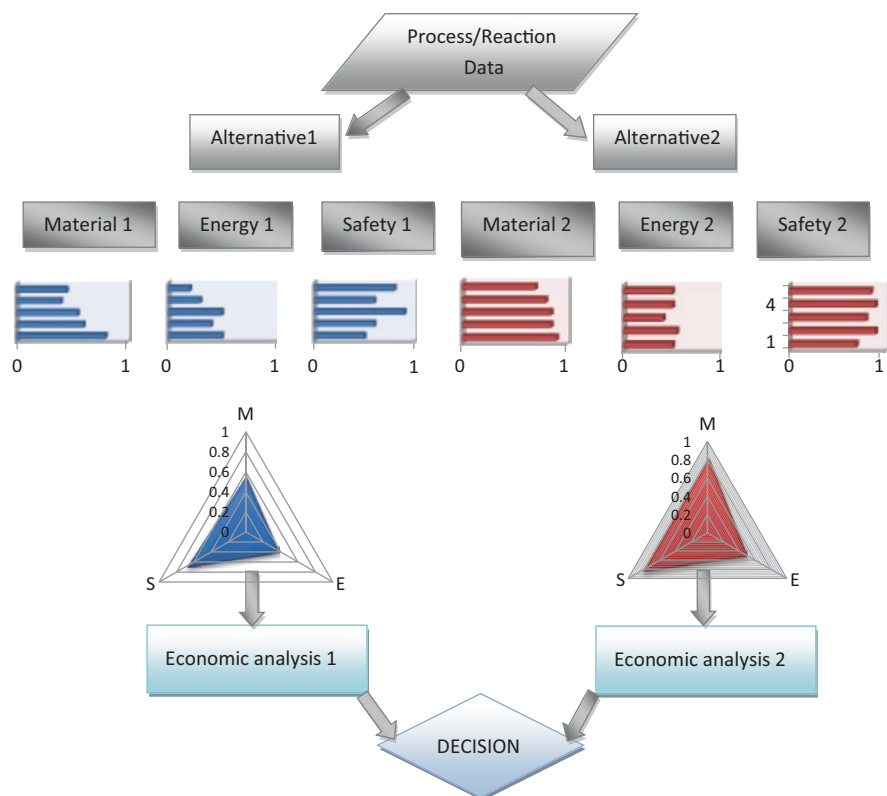 Process/Reaction
Data
Alternative1
Alternative2
Material 1
Energy 1
Safety 1
Material 2
Energy 2
Safety 2
4
1
0 1
0 1
0 1
0 1
0 1
0 1
M
1
0.8
0.6
0.4
0.2
0
S
E
M
1
0.8
0.6
0.4
0.2
0
S
E
Economic analysis 1
Economic analysis 2
DECISION